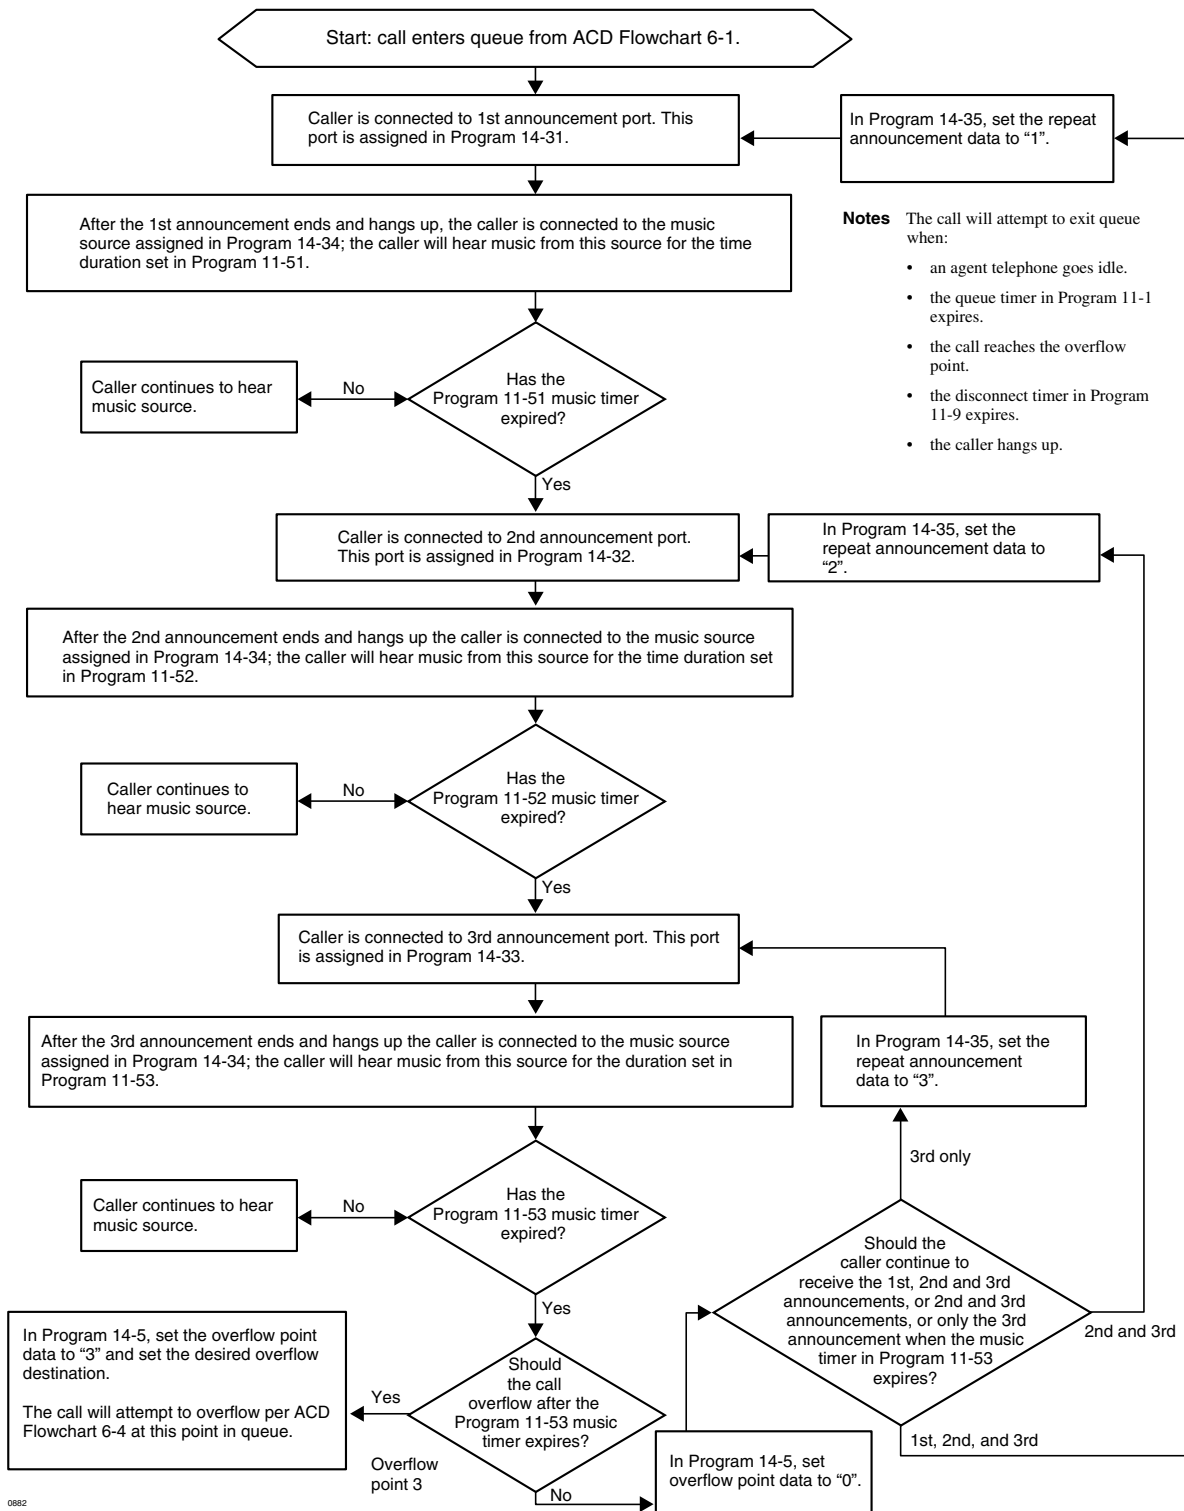 Start: call enters queue from ACD Flowchart 6-1.
Caller is connected to 1st announcement port. This
port is assigned in Program 14-31.
In Program 14-35, set the repeat
announcement data to “1”.
After the 1st announcement ends and hangs up, the caller is connected to the music
source assigned in Program 14-34; the caller will hear music from this source for the time
duration set in Program 11-51.
Notes The call will attempt to exit queue
when:
• an agent telephone goes idle.
• the queue timer in Program 11-1
expires.
• the call reaches the overflow
point.
• the disconnect timer in Program
11-9 expires.
• the caller hangs up.
Caller continues to hear
music source.
No
Has the
Program 11-51 music timer
expired?
Yes
Caller is connected to 2nd announcement port.
This port is assigned in Program 14-32.
In Program 14-35, set the
repeat announcement data to
“2”.
After the 2nd announcement ends and hangs up the caller is connected to the music source
assigned in Program 14-34; the caller will hear music from this source for the time duration set
in Program 11-52.
Caller continues to
hear music source.
No
Has the
Program 11-52 music timer
expired?
Yes
Caller is connected to 3rd announcement port. This port
is assigned in Program 14-33.
After the 3rd announcement ends and hangs up the caller is connected to the music source
assigned in Program 14-34; the caller will hear music from this source for the duration set in
Program 11-53.
In Program 14-35, set the
repeat announcement
data to “3”.
3rd only
Caller continues to hear
music source.
No
Has the
Program 11-53 music timer
expired?
Yes
Should the
caller continue to
receive the 1st, 2nd and 3rd
announcements, or 2nd and 3rd
announcements, or only the 3rd
announcement when the music
timer in Program 11-53
expires?
2nd and 3rd
1st, 2nd, and 3rd
In Program 14-5, set the overflow point
data to “3” and set the desired overflow
destination.
The call will attempt to overflow per ACD
Flowchart 6-4 at this point in queue.
Yes
Should
the call
overflow after the
Program 11-53 music
timer expires?
Overflow
point 3
No
In Program 14-5, set
overflow point data to “0”.
0882